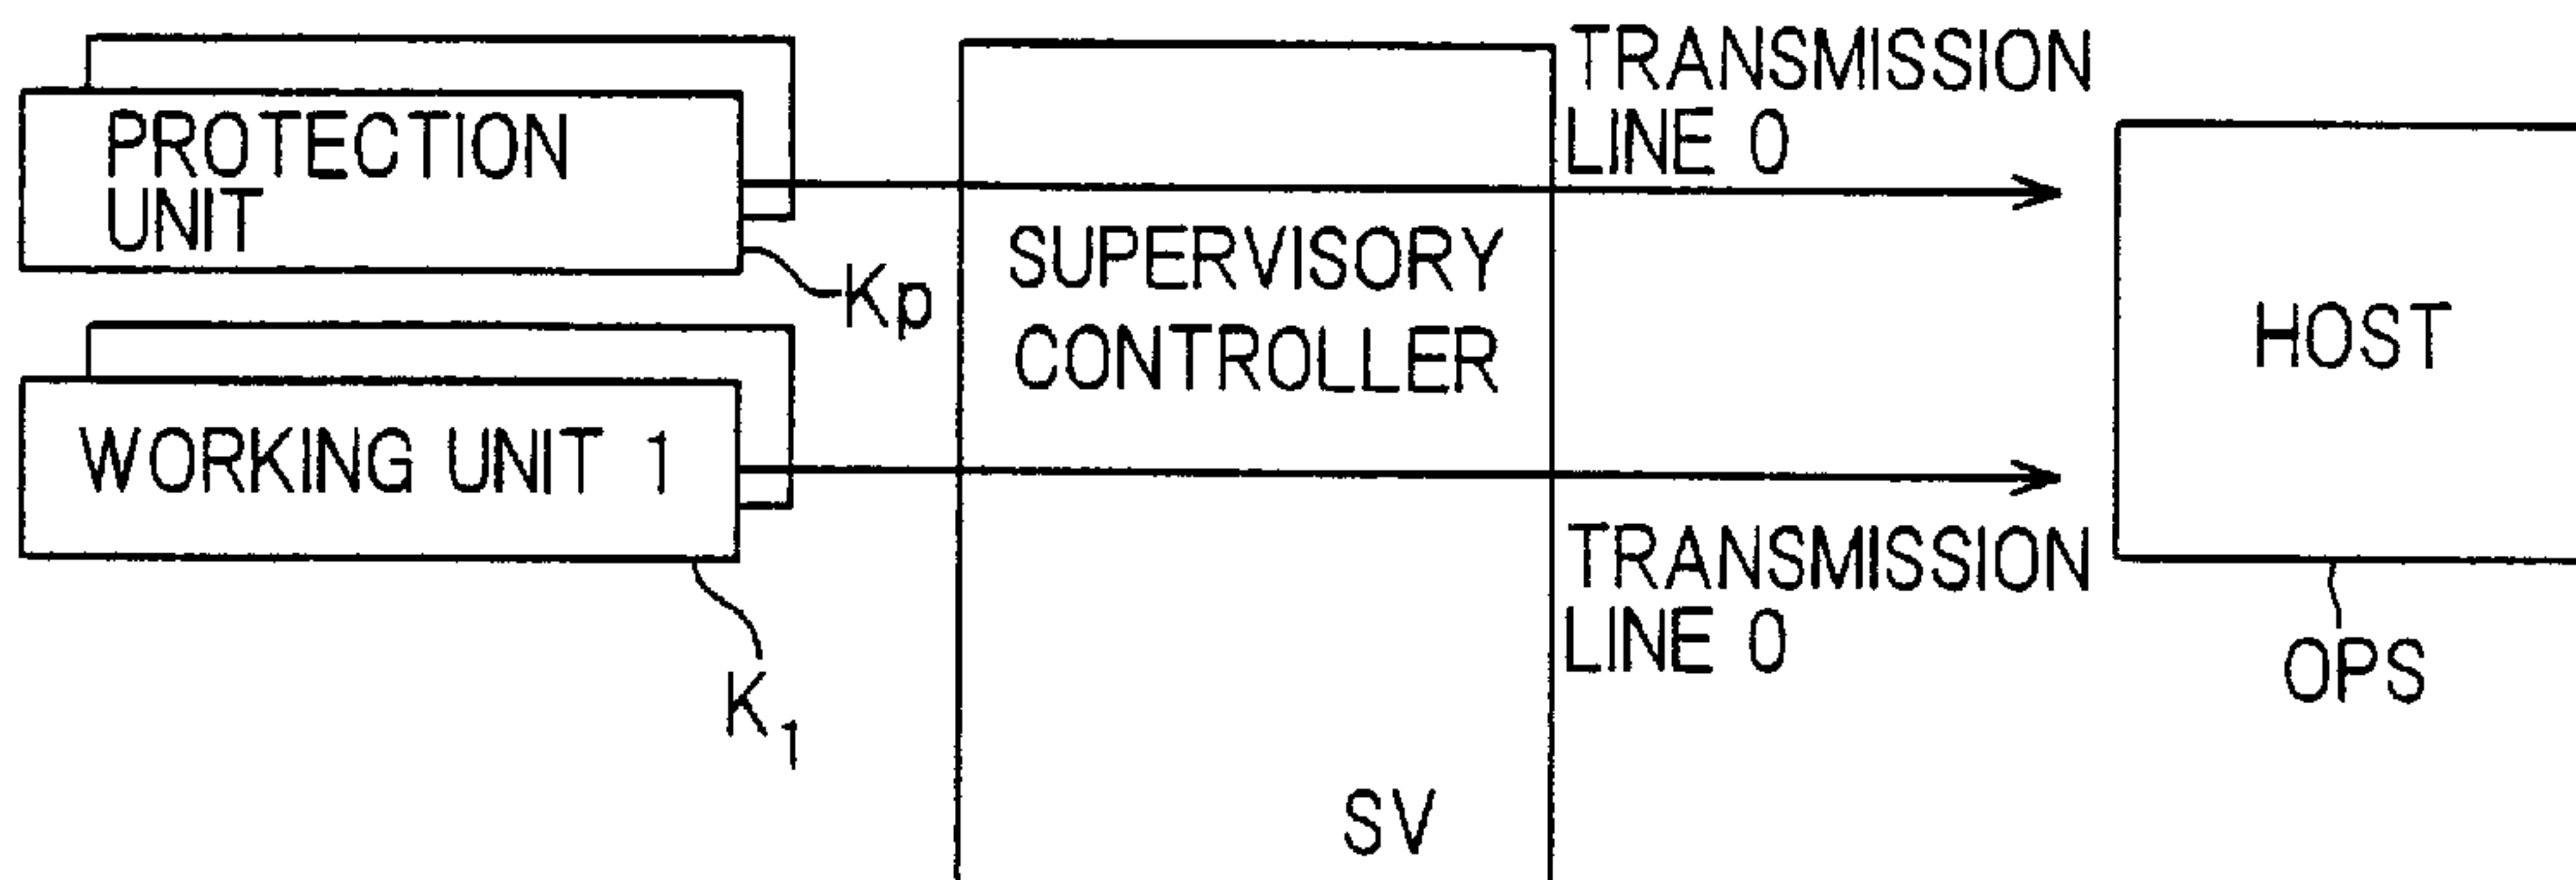 PROTECTION
UNIT
Kp
WORKING UNIT 1
K1
SUPERVISORY
CONTROLLER
SV
TRANSMISSION
LINE 0
TRANSMISSION
LINE 0
HOST
OPS